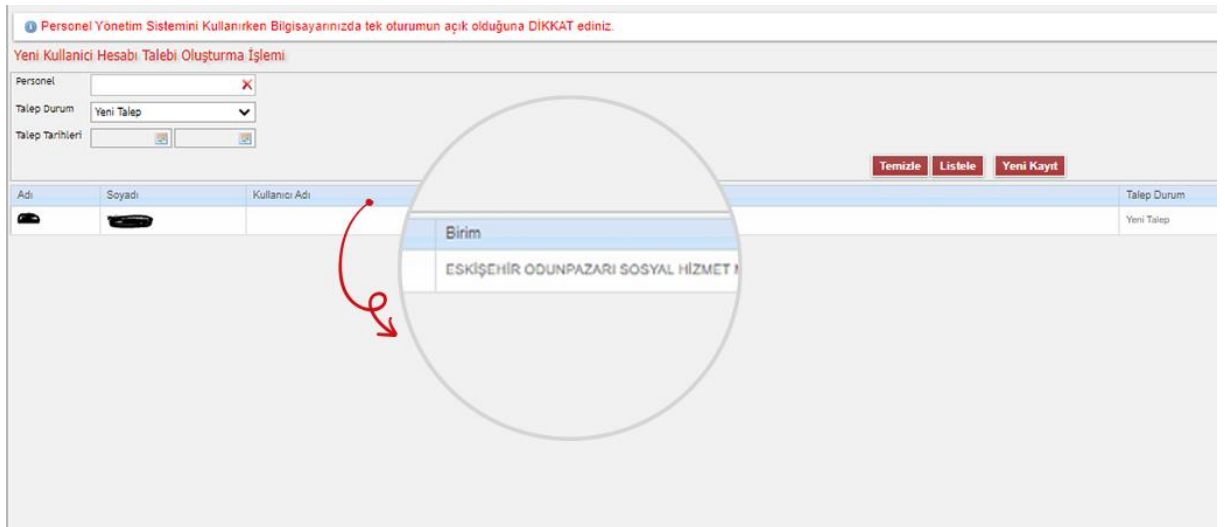 Personel Yönetim Sistemini Kullanırken Bilgisayarınızda tek oturumun açık olduğuna DİKKAT ediniz.
Yeni Kullanici Hesabı Talebi Oluşturma İşlemi
Personel
Talep Durum Yeni Talep
Talep Tarihleri
Temizle Listele Yeni Kayıt
Adı Soyadı Kullanıcı Adı Birim Talep Durum
ESKİŞEHİR ODUNPAZARI SOSYAL HİZMET Yeni Talep